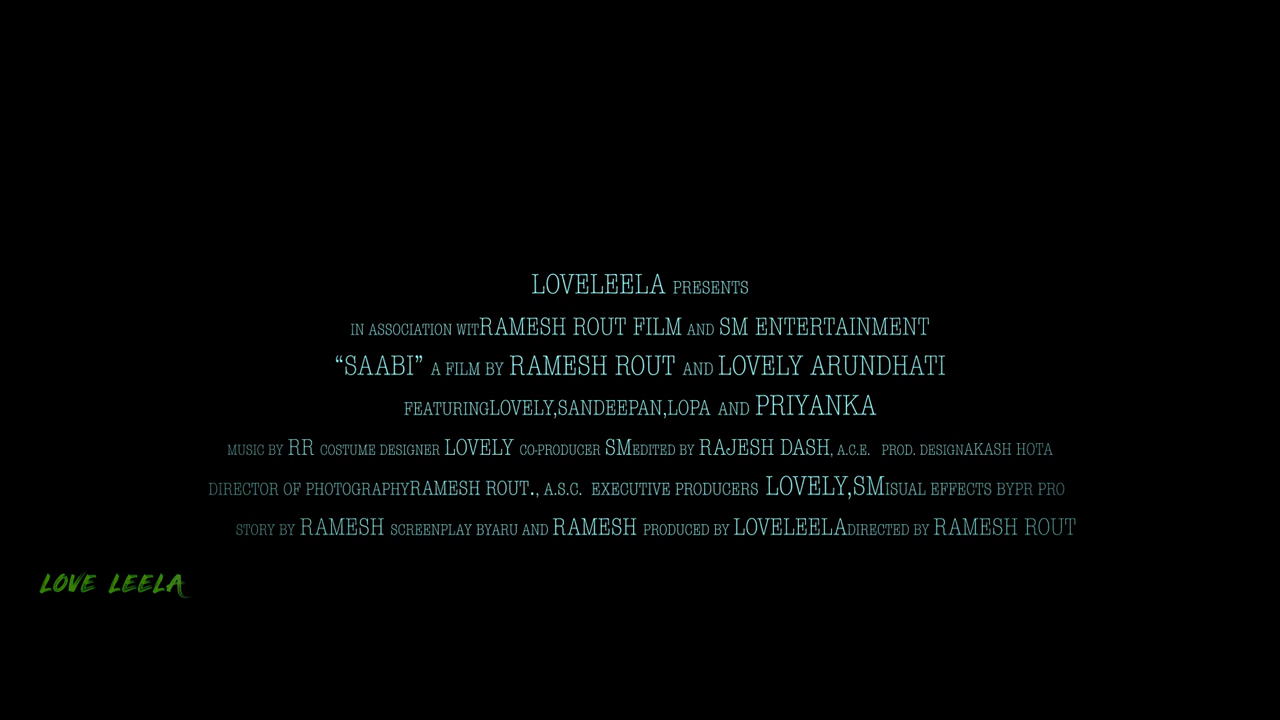 LOVELEELA PRESENTS
IN ASSOCIATION WITRAMESH ROUT FILM AND SM ENTERTAINMENT
“SAABI” A FILM BY RAMESH ROUT AND LOVELY ARUNDHATI
FEATURINGLOVELY,SANDEEPAN,LOPA AND PRIYANKA
MUSIC BY RR COSTUME DESIGNER LOVELY CO-PRODUCER SMEDITED BY RAJESH DASH, A.C.E. PROD. DESIGNAKASH HOTA
DIRECTOR OF PHOTOGRAPHYRAMESH ROUT., A.S.C. EXECUTIVE PRODUCERS LOVELY,SMISUAL EFFECTS BYPR PRO
STORY BY RAMESH SCREENPLAY BYARU AND RAMESH PRODUCED BY LOVELEELADIRECTED BY RAMESH ROUT
LOVE LEELA